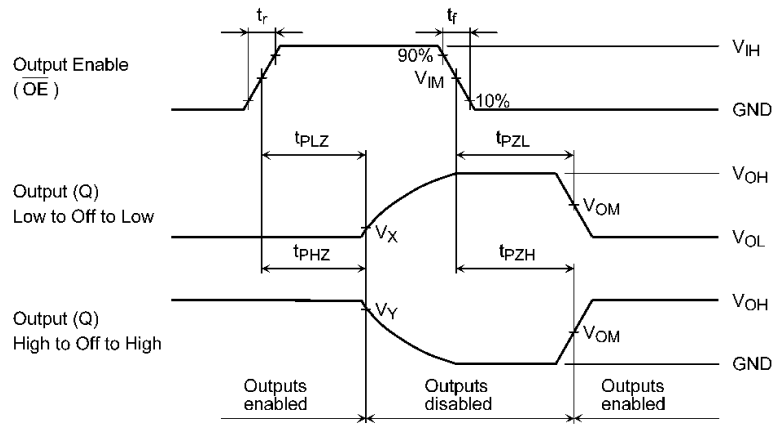 tr
tf
Output Enable
( OE )
90%
VIM
10%
VIH
GND
tPLZ
tPZL
Output (Q)
Low to Off to Low
VX
VOM
VOH
VOL
tPHZ
tPZH
Output (Q)
High to Off to High
VY
VOM
VOH
GND
Outputs
enabled
Outputs
disabled
Outputs
enabled